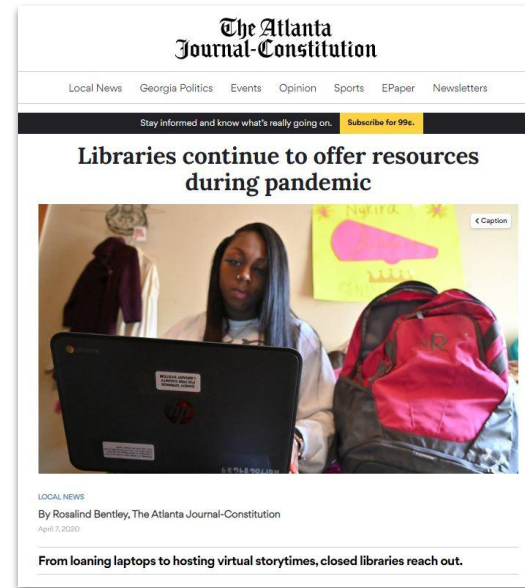 The Atlanta
Journal-Constitution
Local News Georgia Politics Events Opinion Sports EPaper Newsletters
Stay informed and know what's really going on. Subscribe for 99¢.
Libraries continue to offer resources
during pandemic
Nykira
< Caption
hp
LOCAL NEWS
By Rosalind Bentley, The Atlanta Journal-Constitution
April 7, 2020
From loaning laptops to hosting virtual storytimes, closed libraries reach out.